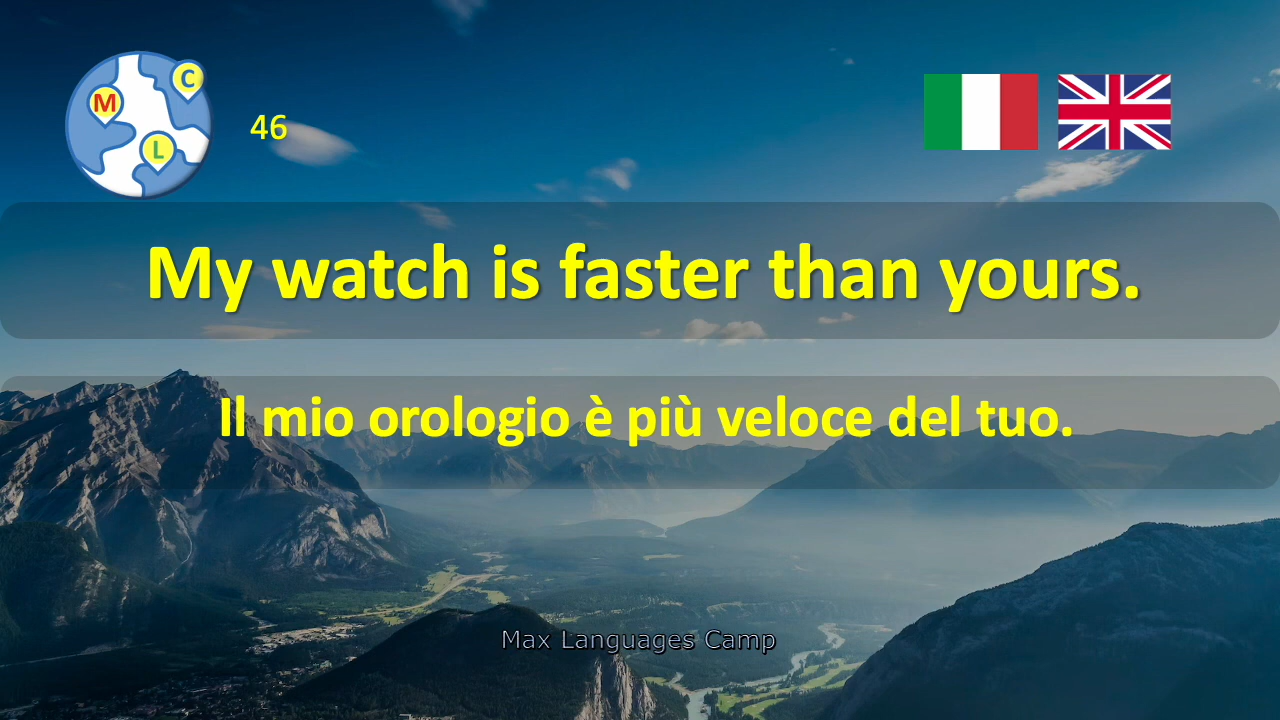 C
M
L
46
My watch is faster than yours.
Il mio orologio è più veloce del tuo.
Max Languages Camp